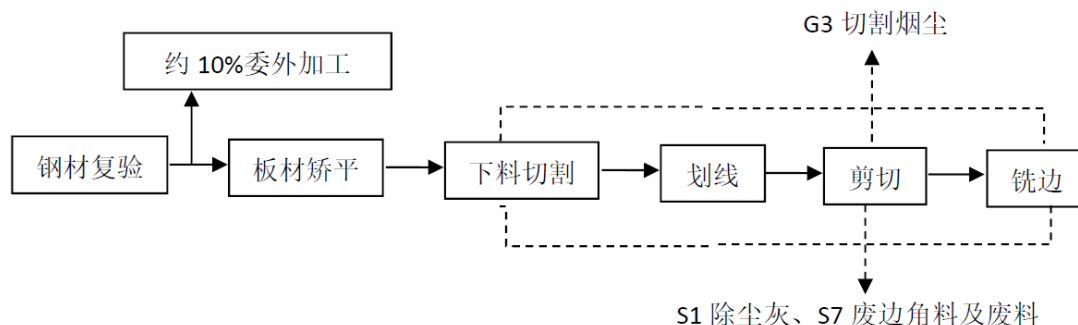 G3 切割烟尘
约 10%委外加工
钢材复验
板材矫平
下料切割
划线
剪切
铣边
S1 除尘灰、S7 废边角料及废料